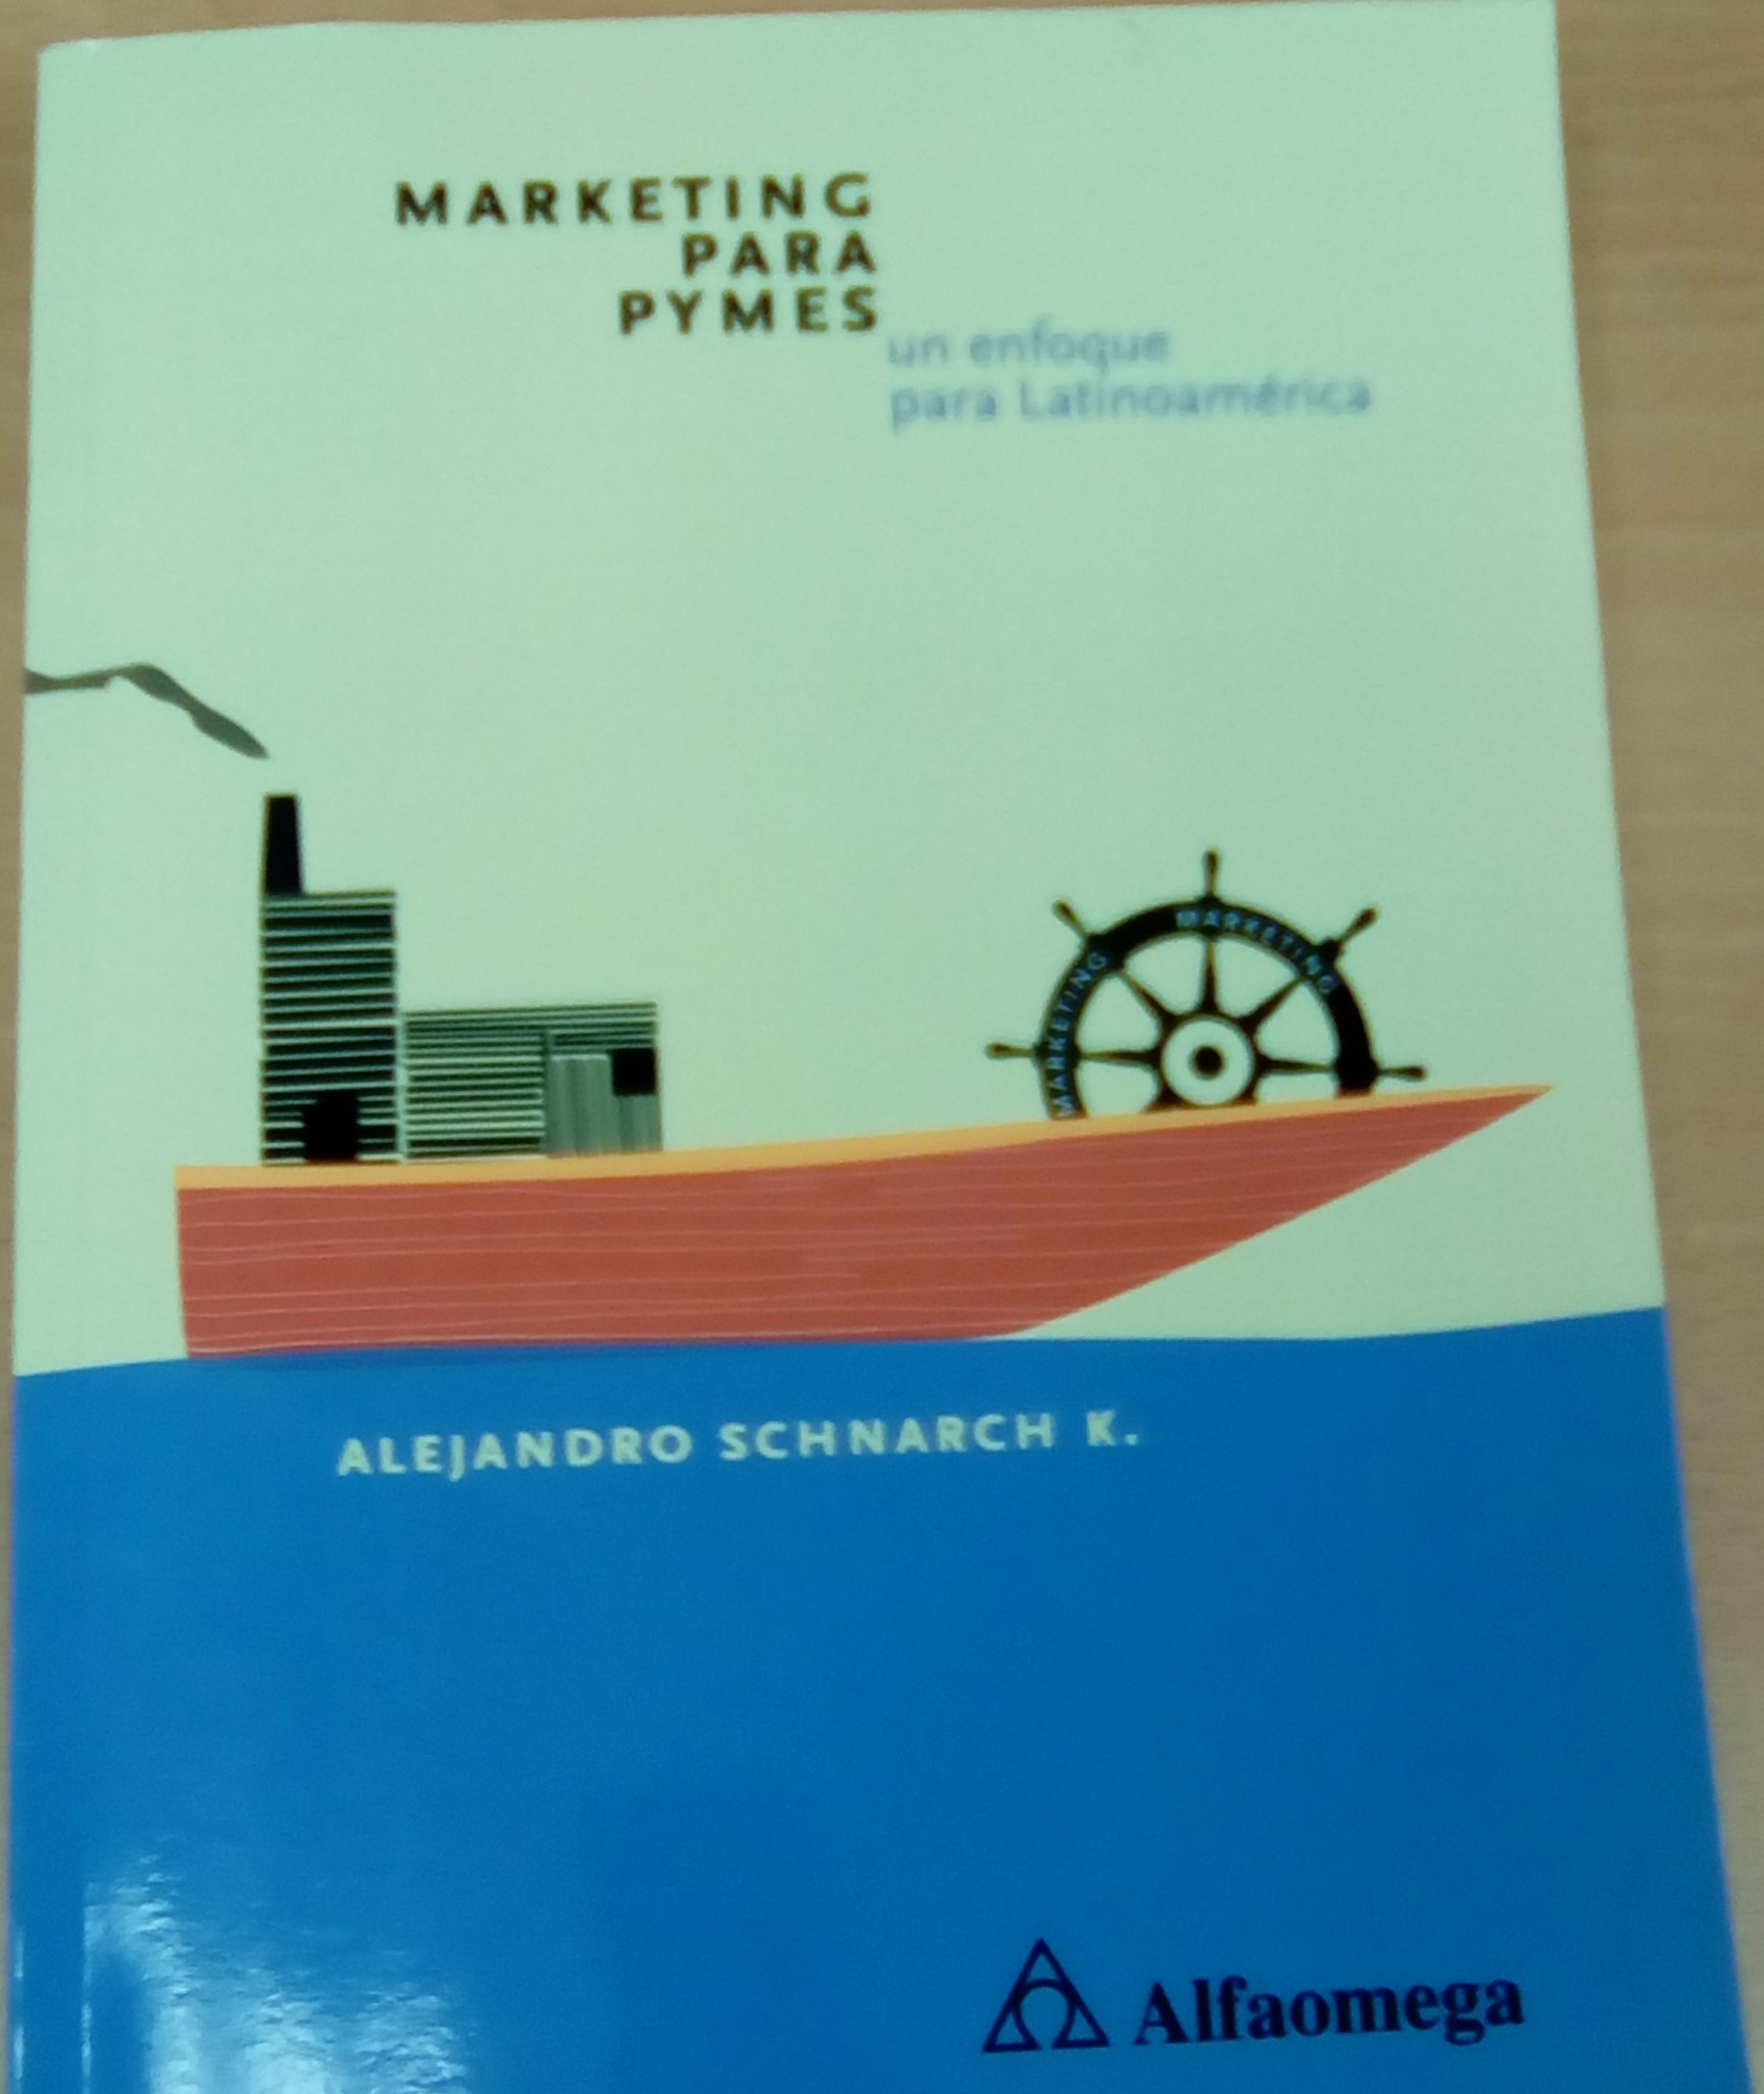 MARKETING
PARA
PYMES
un enfoque
para Latinoamérica
MARKETING
MARKETING
ALEJANDRO SCHNARCH K.
Alfaomega